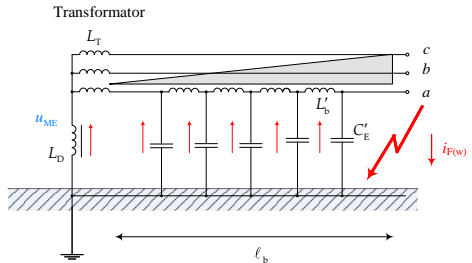 Transformator
L_T
c
b
a
L'_b
u_ME
C'_E
L_D
i_F(w)
ℓ_b